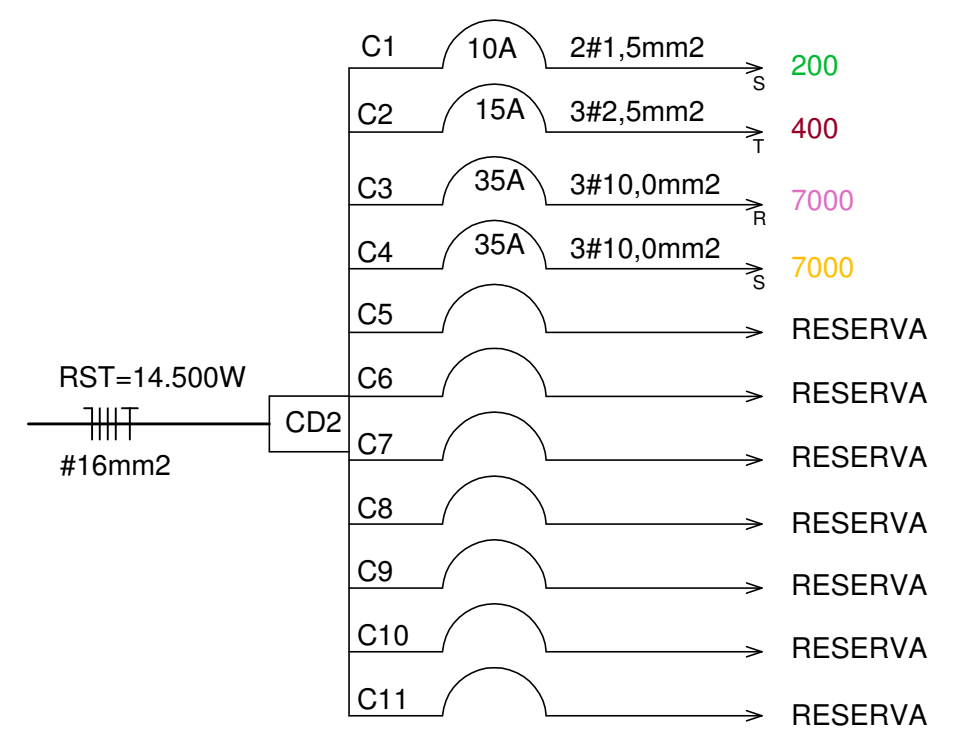 C1 10A 2#1,5mm2 S 200
C2 15A 3#2,5mm2 T 400
C3 35A 3#10,0mm2 R 7000
C4 35A 3#10,0mm2 S 7000
C5 RESERVA
C6 RESERVA
RST=14.500W
CD2
#16mm2
C7 RESERVA
C8 RESERVA
C9 RESERVA
C10 RESERVA
C11 RESERVA